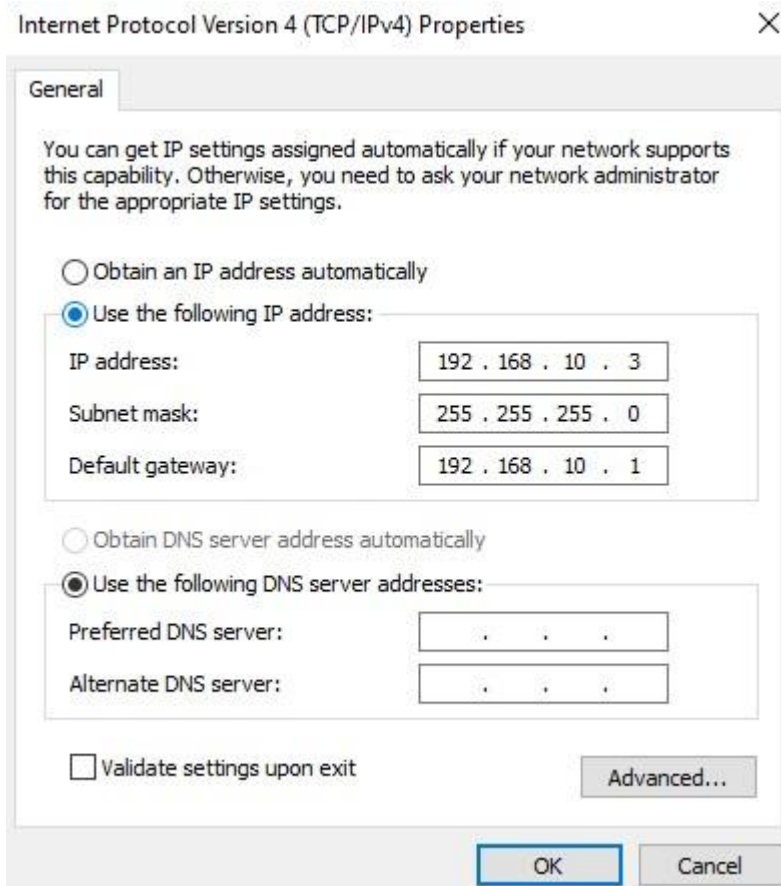 Internet Protocol Version 4 (TCP/IPv4) Properties
General
You can get IP settings assigned automatically if your network supports
this capability. Otherwise, you need to ask your network administrator
for the appropriate IP settings.
Obtain an IP address automatically
Use the following IP address:
IP address: 192 . 168 . 10 . 3
Subnet mask: 255 . 255 . 255 . 0
Default gateway: 192 . 168 . 10 . 1
Obtain DNS server address automatically
Use the following DNS server addresses:
Preferred DNS server: . . .
Alternate DNS server: . . .
Validate settings upon exit
Advanced...
OK Cancel